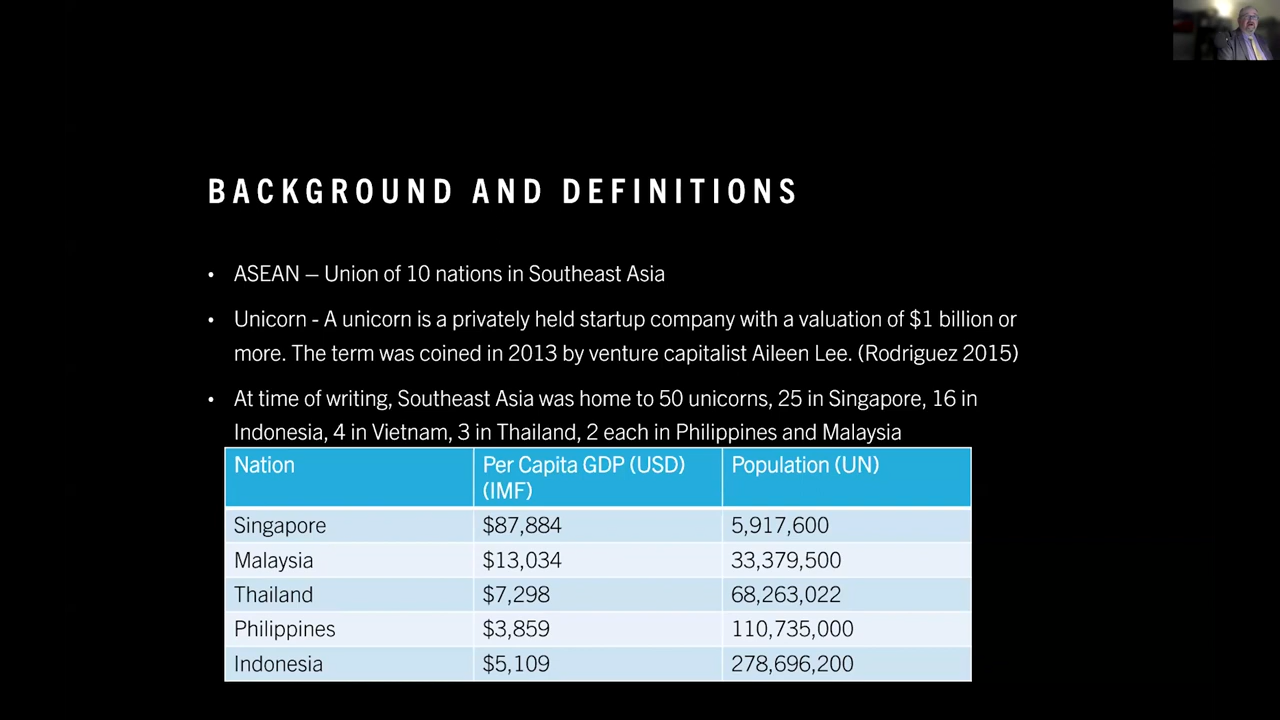 BACKGROUND AND DEFINITIONS
• ASEAN – Union of 10 nations in Southeast Asia
• Unicorn - A unicorn is a privately held startup company with a valuation of $1 billion or
more. The term was coined in 2013 by venture capitalist Aileen Lee. (Rodriguez 2015)
• At time of writing, Southeast Asia was home to 50 unicorns, 25 in Singapore, 16 in
Indonesia, 4 in Vietnam, 3 in Thailand, 2 each in Philippines and Malaysia
Nation Per Capita GDP (USD) Population (UN)
(IMF)
Singapore $87,884 5,917,600
Malaysia $13,034 33,379,500
Thailand $7,298 68,263,022
Philippines $3,859 110,735,000
Indonesia $5,109 278,696,200